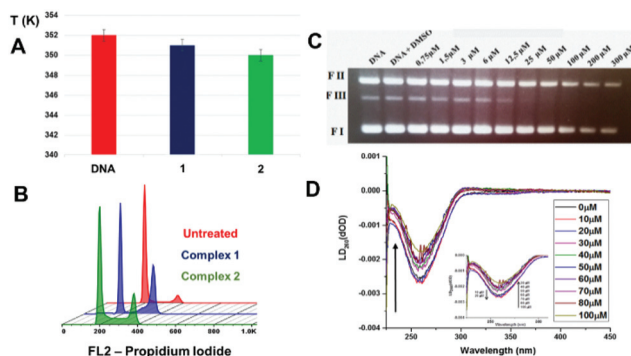 T (K)
A
354
352
350
348
346
344
342
340
DNA
1
2
B
Untreated
Complex 1
Complex 2
0
200
400
600
800
1.0K
FL2 – Propidium Iodide
C
DNA
DNA + DMSO
0,75µM
1,5µM
3 µM
6 µM
12,5µM
25 µM
50 µM
100 µM
200 µM
300 µM
F II
F III
F I
D
0.001
0.000
-0.001
-0.002
-0.003
-0.004
LD260(dOD)
250
300
350
400
450
Wavelength (nm)
0µM
10µM
20µM
30µM
40µM
50µM
60µM
70µM
80µM
100µM
Wavelength (nm)